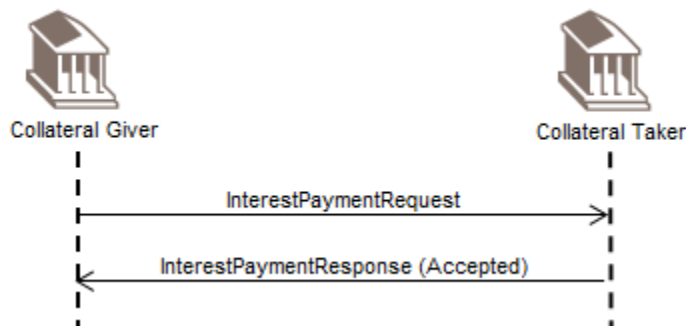 Collateral Giver
Collateral Taker
InterestPaymentRequest
InterestPaymentResponse (Accepted)